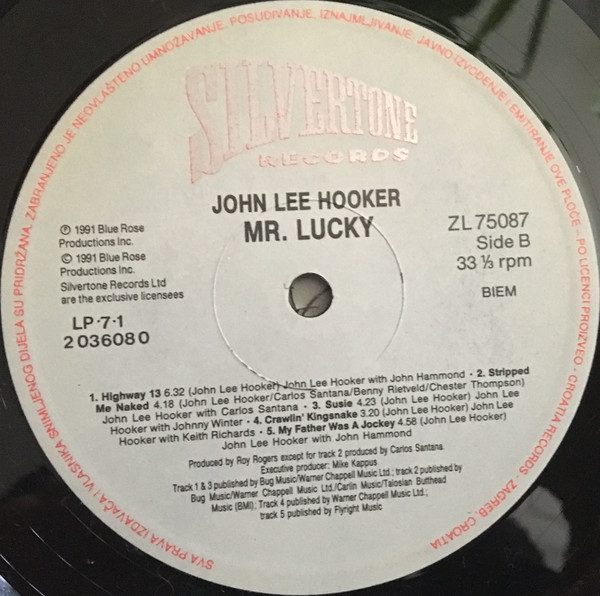 SVA PRAVA IZDAVAČA I VLASNIKA SNIMLJENOG DIJELA SU PRIDRŽANA. ZABRANJENO JE NEOVLAŠTENO UMNOŽAVANJE, POSUDIVANJE, IZNAJMLJIVANJE, JAVNO IZVOĐENJE I EMITIRANJE OVE PLOČE - PO LICENCI PROIZVEO · CROATIA RECORDS · ZAGREB, CROATIA
SILVERTONE
RECORDS
JOHN LEE HOOKER
MR. LUCKY
℗ 1991 Blue Rose
Productions Inc.
© 1991 Blue Rose
Productions Inc.
Silvertone Records Ltd
are the exclusive licensees
LP·7·1
2 036080
ZL 75087
Side B
33 ⅓ rpm
BIEM
1. Highway 13 6.32 (John Lee Hooker) John Lee Hooker with John Hammond · 2. Stripped
Me Naked 4.18 (John Lee Hooker/Carlos Santana/Benny Rietveld/Chester Thompson)
John Lee Hooker with Carlos Santana · 3. Susie 4.23 (John Lee Hooker) John Lee
Hooker with Johnny Winter · 4. Crawlin' Kingsnake 3.20 (John Lee Hooker) John Lee
Hooker with Keith Richards · 5. My Father Was A Jockey 4.58 (John Lee Hooker)
John Lee Hooker with John Hammond
Produced by Roy Rogers except for track 2 produced by Carlos Santana.
Executive producer: Mike Kappus
Track 1 & 3 published by Bug Music/Warner Chappell Music Ltd; track 2 published by
Bug Music/Warner Chappell Music Ltd./Carlin Music/Talosian Butthead
Music (BMI); Track 4 published by Warner Chappell Music Ltd.;
track 5 published by Flyright Music